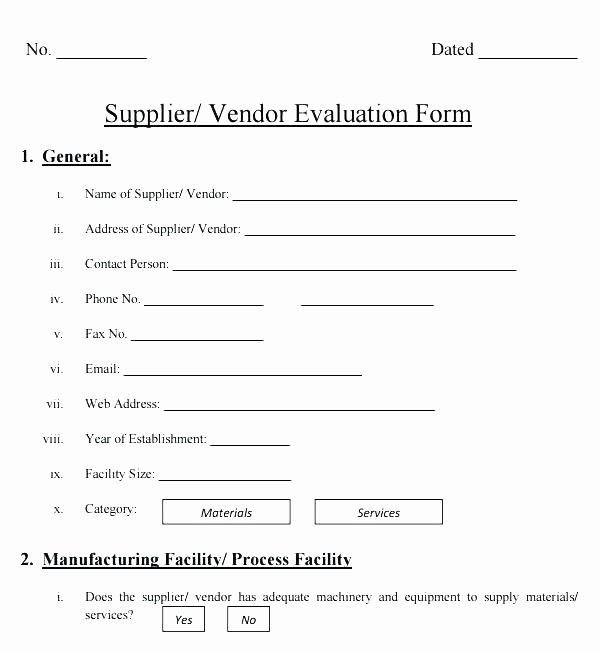 No. __________ Dated ___________
Supplier/ Vendor Evaluation Form
1. General:
i. Name of Supplier/ Vendor: ____________________
ii. Address of Supplier/ Vendor: ____________________
iii. Contact Person: ____________________
iv. Phone No. __________ __________
v. Fax No. __________
vi. Email: ____________________
vii. Web Address: ____________________
viii. Year of Establishment: __________
ix. Facility Size: __________
x. Category: Materials Services
2. Manufacturing Facility/ Process Facility
i. Does the supplier/ vendor has adequate machinery and equipment to supply materials/
services? Yes No